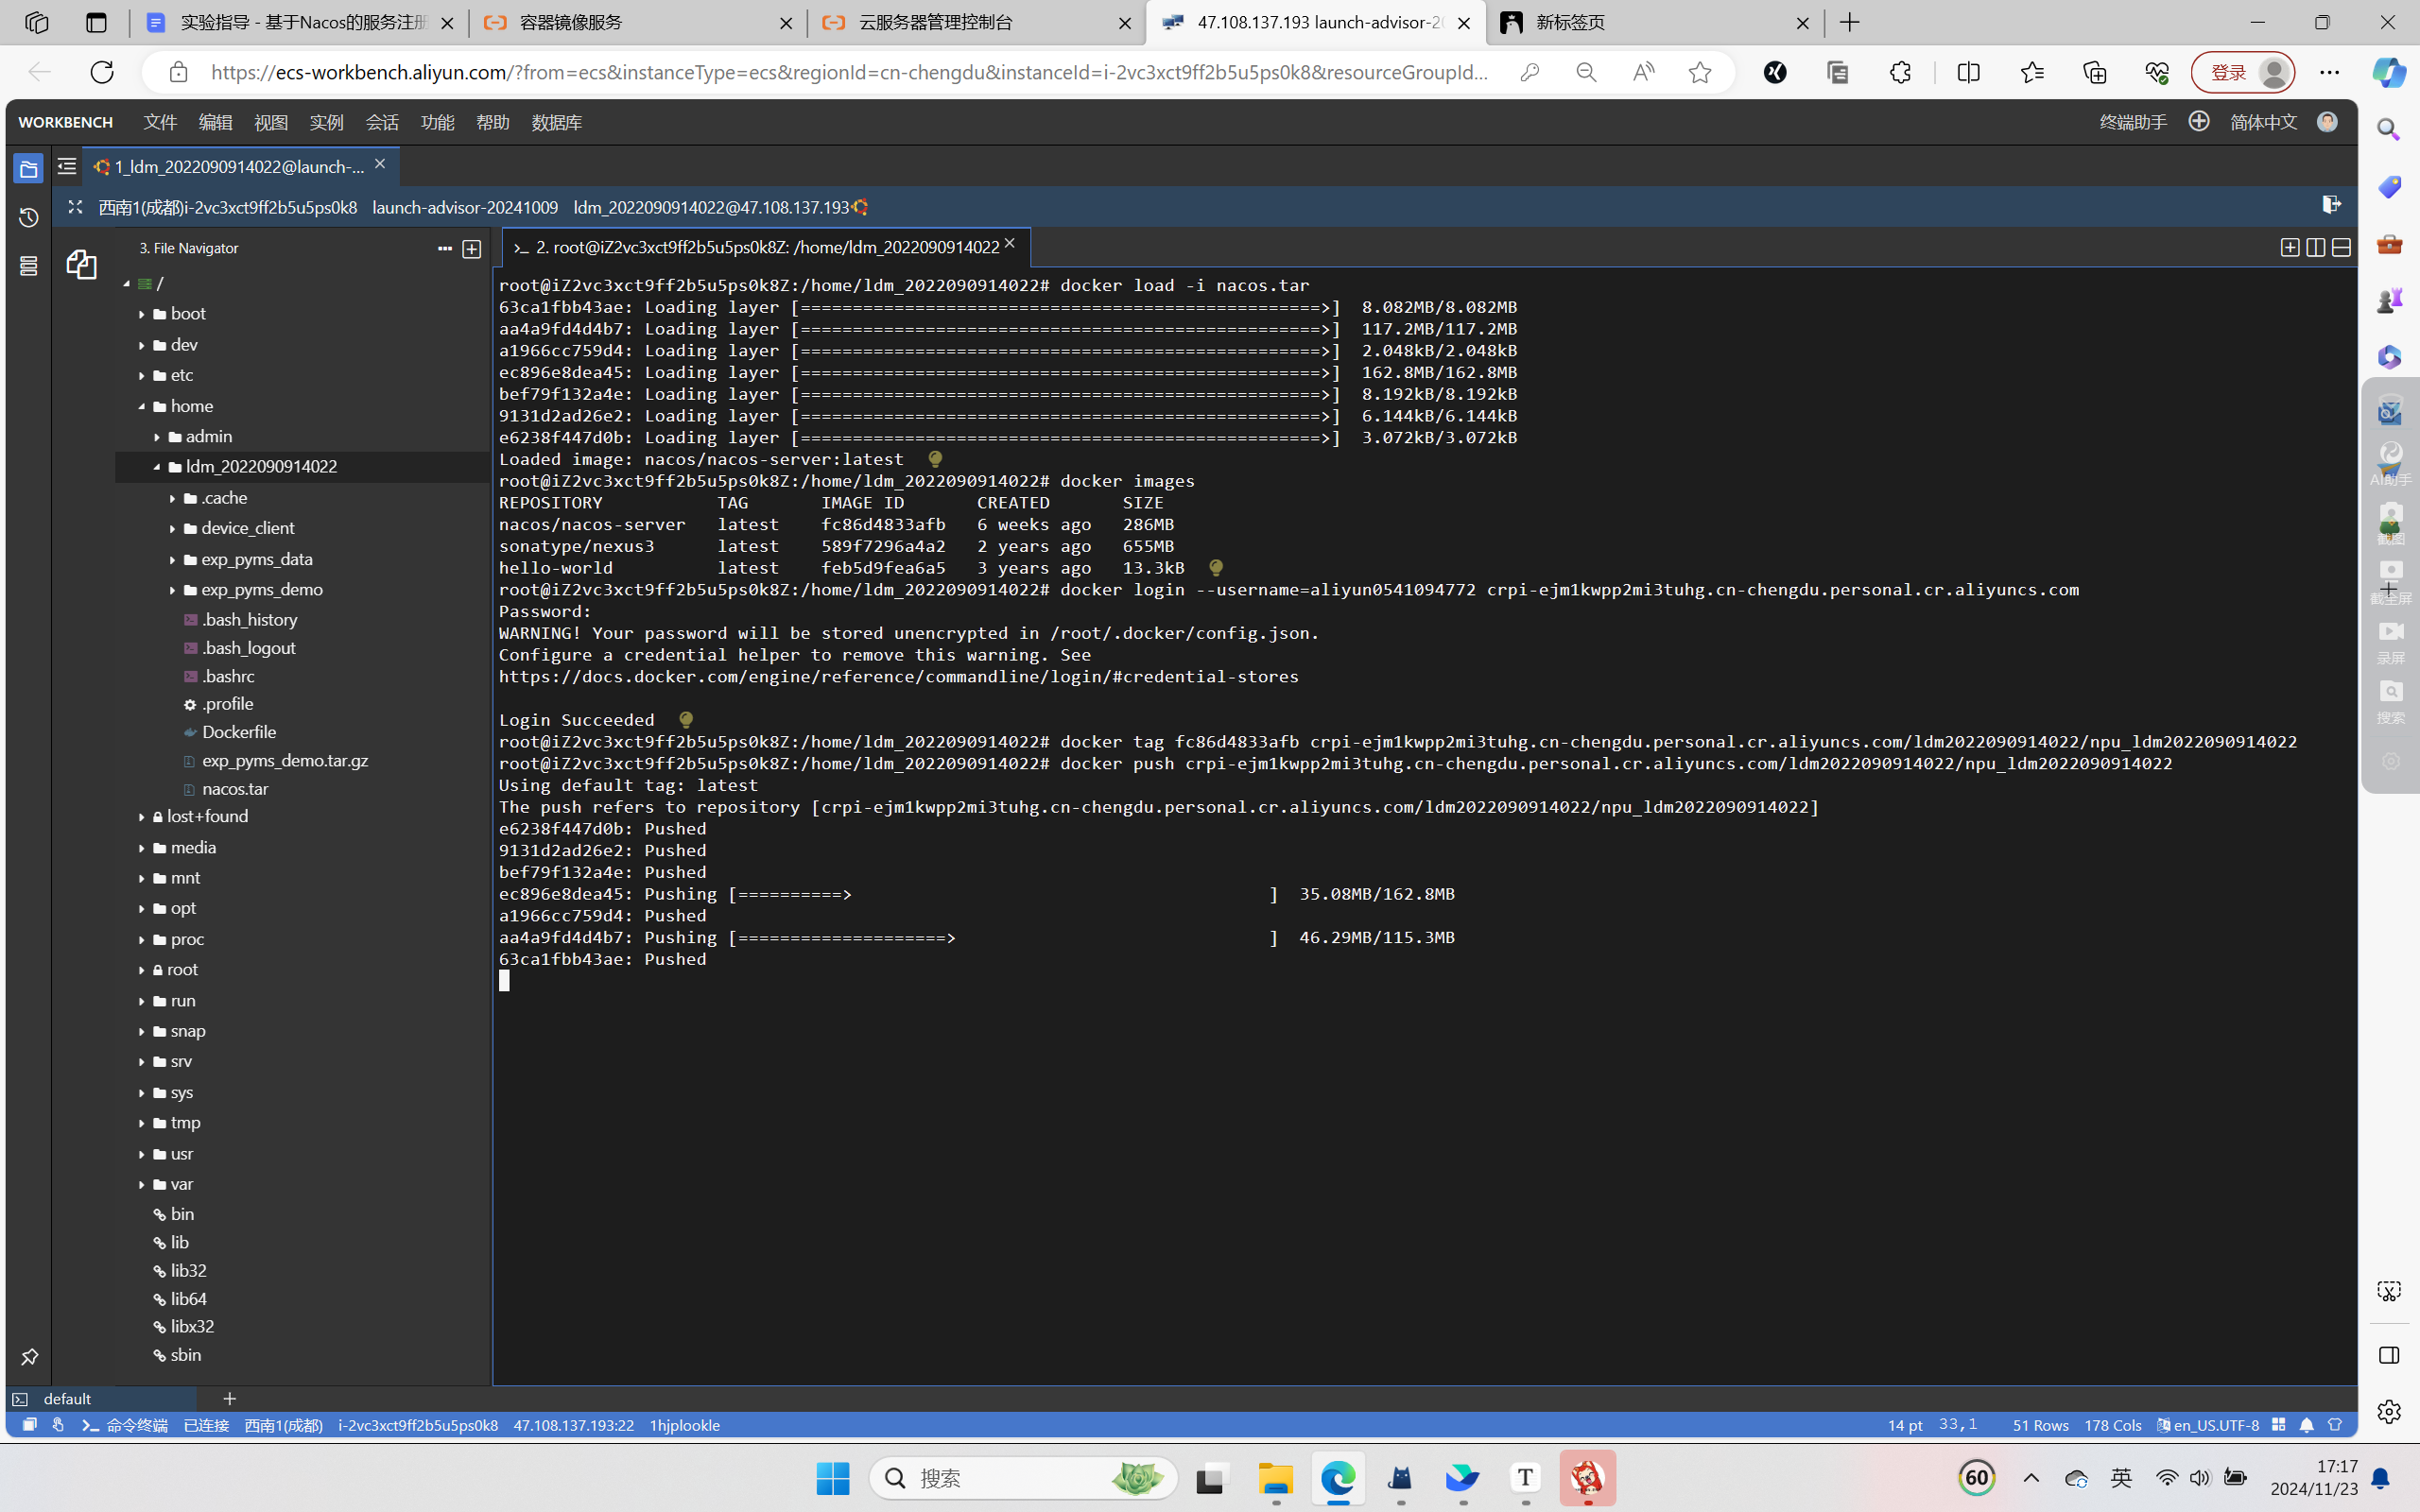 实验指导 - 基于Nacos的服务注册
容器镜像服务
云服务器管理控制台
47.108.137.193 launch-advisor-20
新标签页
https://ecs-workbench.aliyun.com/?from=ecs&instanceType=ecs&regionId=cn-chengdu&instanceId=i-2vc3xct9ff2b5u5ps0k8&resourceGroupId...
登录
WORKBENCH 文件 编辑 视图 实例 会话 功能 帮助 数据库
终端助手 简体中文
1_ldm_2022090914022@launch-...
西南1(成都)i-2vc3xct9ff2b5u5ps0k8 launch-advisor-20241009 ldm_2022090914022@47.108.137.193
3. File Navigator
/
boot
dev
etc
home
admin
ldm_2022090914022
.cache
device_client
exp_pyms_data
exp_pyms_demo
.bash_history
.bash_logout
.bashrc
.profile
Dockerfile
exp_pyms_demo.tar.gz
nacos.tar
lost+found
media
mnt
opt
proc
root
run
snap
srv
sys
tmp
usr
var
bin
lib
lib32
lib64
libx32
sbin
>_ 2. root@iZ2vc3xct9ff2b5u5ps0k8Z: /home/ldm_2022090914022
root@iZ2vc3xct9ff2b5u5ps0k8Z:/home/ldm_2022090914022# docker load -i nacos.tar
63ca1fbb43ae: Loading layer [==================================================>] 8.082MB/8.082MB
aa4a9fd4d4b7: Loading layer [==================================================>] 117.2MB/117.2MB
a1966cc759d4: Loading layer [==================================================>] 2.048kB/2.048kB
ec896e8dea45: Loading layer [==================================================>] 162.8MB/162.8MB
bef79f132a4e: Loading layer [==================================================>] 8.192kB/8.192kB
9131d2ad26e2: Loading layer [==================================================>] 6.144kB/6.144kB
e6238f447d0b: Loading layer [==================================================>] 3.072kB/3.072kB
Loaded image: nacos/nacos-server:latest
root@iZ2vc3xct9ff2b5u5ps0k8Z:/home/ldm_2022090914022# docker images
REPOSITORY TAG IMAGE ID CREATED SIZE
nacos/nacos-server latest fc86d4833afb 6 weeks ago 286MB
sonatype/nexus3 latest 589f7296a4a2 2 years ago 655MB
hello-world latest feb5d9fea6a5 3 years ago 13.3kB
root@iZ2vc3xct9ff2b5u5ps0k8Z:/home/ldm_2022090914022# docker login --username=aliyun0541094772 crpi-ejm1kwpp2mi3tuhg.cn-chengdu.personal.cr.aliyuncs.com
Password:
WARNING! Your password will be stored unencrypted in /root/.docker/config.json.
Configure a credential helper to remove this warning. See
https://docs.docker.com/engine/reference/commandline/login/#credential-stores
Login Succeeded
root@iZ2vc3xct9ff2b5u5ps0k8Z:/home/ldm_2022090914022# docker tag fc86d4833afb crpi-ejm1kwpp2mi3tuhg.cn-chengdu.personal.cr.aliyuncs.com/ldm2022090914022/npu_ldm2022090914022
root@iZ2vc3xct9ff2b5u5ps0k8Z:/home/ldm_2022090914022# docker push crpi-ejm1kwpp2mi3tuhg.cn-chengdu.personal.cr.aliyuncs.com/ldm2022090914022/npu_ldm2022090914022
Using default tag: latest
The push refers to repository [crpi-ejm1kwpp2mi3tuhg.cn-chengdu.personal.cr.aliyuncs.com/ldm2022090914022/npu_ldm2022090914022]
e6238f447d0b: Pushed
9131d2ad26e2: Pushed
bef79f132a4e: Pushed
ec896e8dea45: Pushing [==========> ] 35.08MB/162.8MB
a1966cc759d4: Pushed
aa4a9fd4d4b7: Pushing [====================> ] 46.29MB/115.3MB
63ca1fbb43ae: Pushed
AI助手
截图
截全屏
录屏
搜索
default
命令终端 已连接 西南1(成都) i-2vc3xct9ff2b5u5ps0k8 47.108.137.193:22 1hjplookle
14 pt 33,1 51 Rows 178 Cols en_US.UTF-8
搜索
T
60
英
17:17
2024/11/23